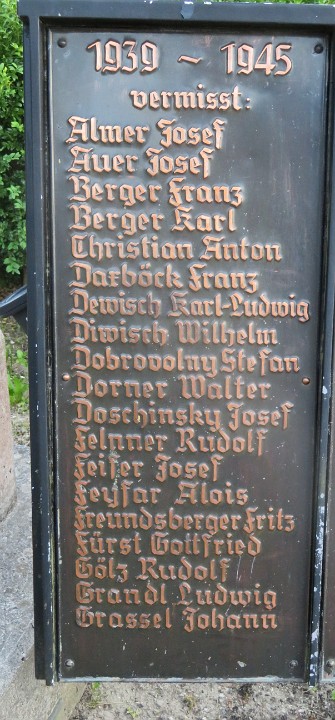 1939 ~ 1945
vermisst:
Almer Josef
Auer Josef
Berger Franz
Berger Karl
Christian Anton
Dasböck Franz
Dewisch Karl-Ludwig
Diwisch Wilhelm
Dobrovolny Stefan
Dorner Walter
Doschinsky Josef
Felnner Rudolf
Feifer Josef
Feyfar Alois
Freundsberger Fritz
Fürst Gottfried
Gölz Rudolf
Grandl Ludwig
Grassel Johann